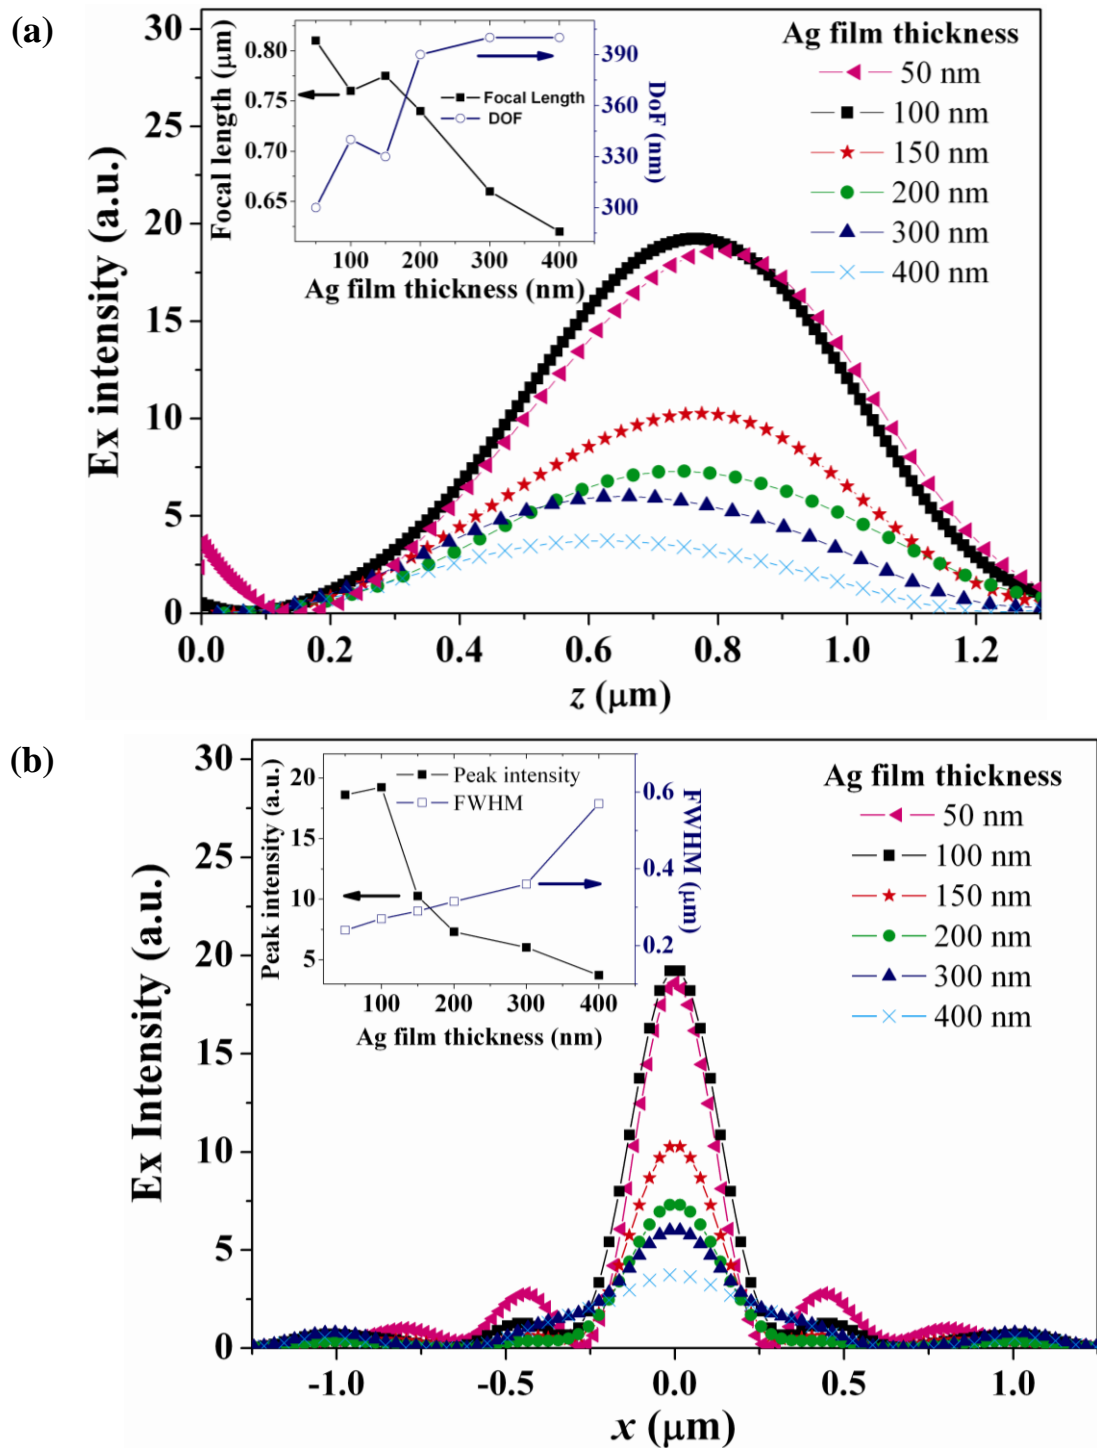 (a)
30
25
20
15
10
5
0
Ex intensity (a.u.)
0.0 0.2 0.4 0.6 0.8 1.0 1.2
z (μm)
Ag film thickness
50 nm
100 nm
150 nm
200 nm
300 nm
400 nm
0.80
0.75
0.70
0.65
Focal length (μm)
Focal Length
DOF
390
360
330
300
DoF (nm)
100 200 300 400
Ag film thickness (nm)
(b)
30
25
20
15
10
5
0
Ex Intensity (a.u.)
-1.0 -0.5 0.0 0.5 1.0
x (μm)
Ag film thickness
50 nm
100 nm
150 nm
200 nm
300 nm
400 nm
20
15
10
5
Peak intensity (a.u.)
Peak intensity
FWHM
0.6
0.4
0.2
FWHM (μm)
100 200 300 400
Ag film thickness (nm)